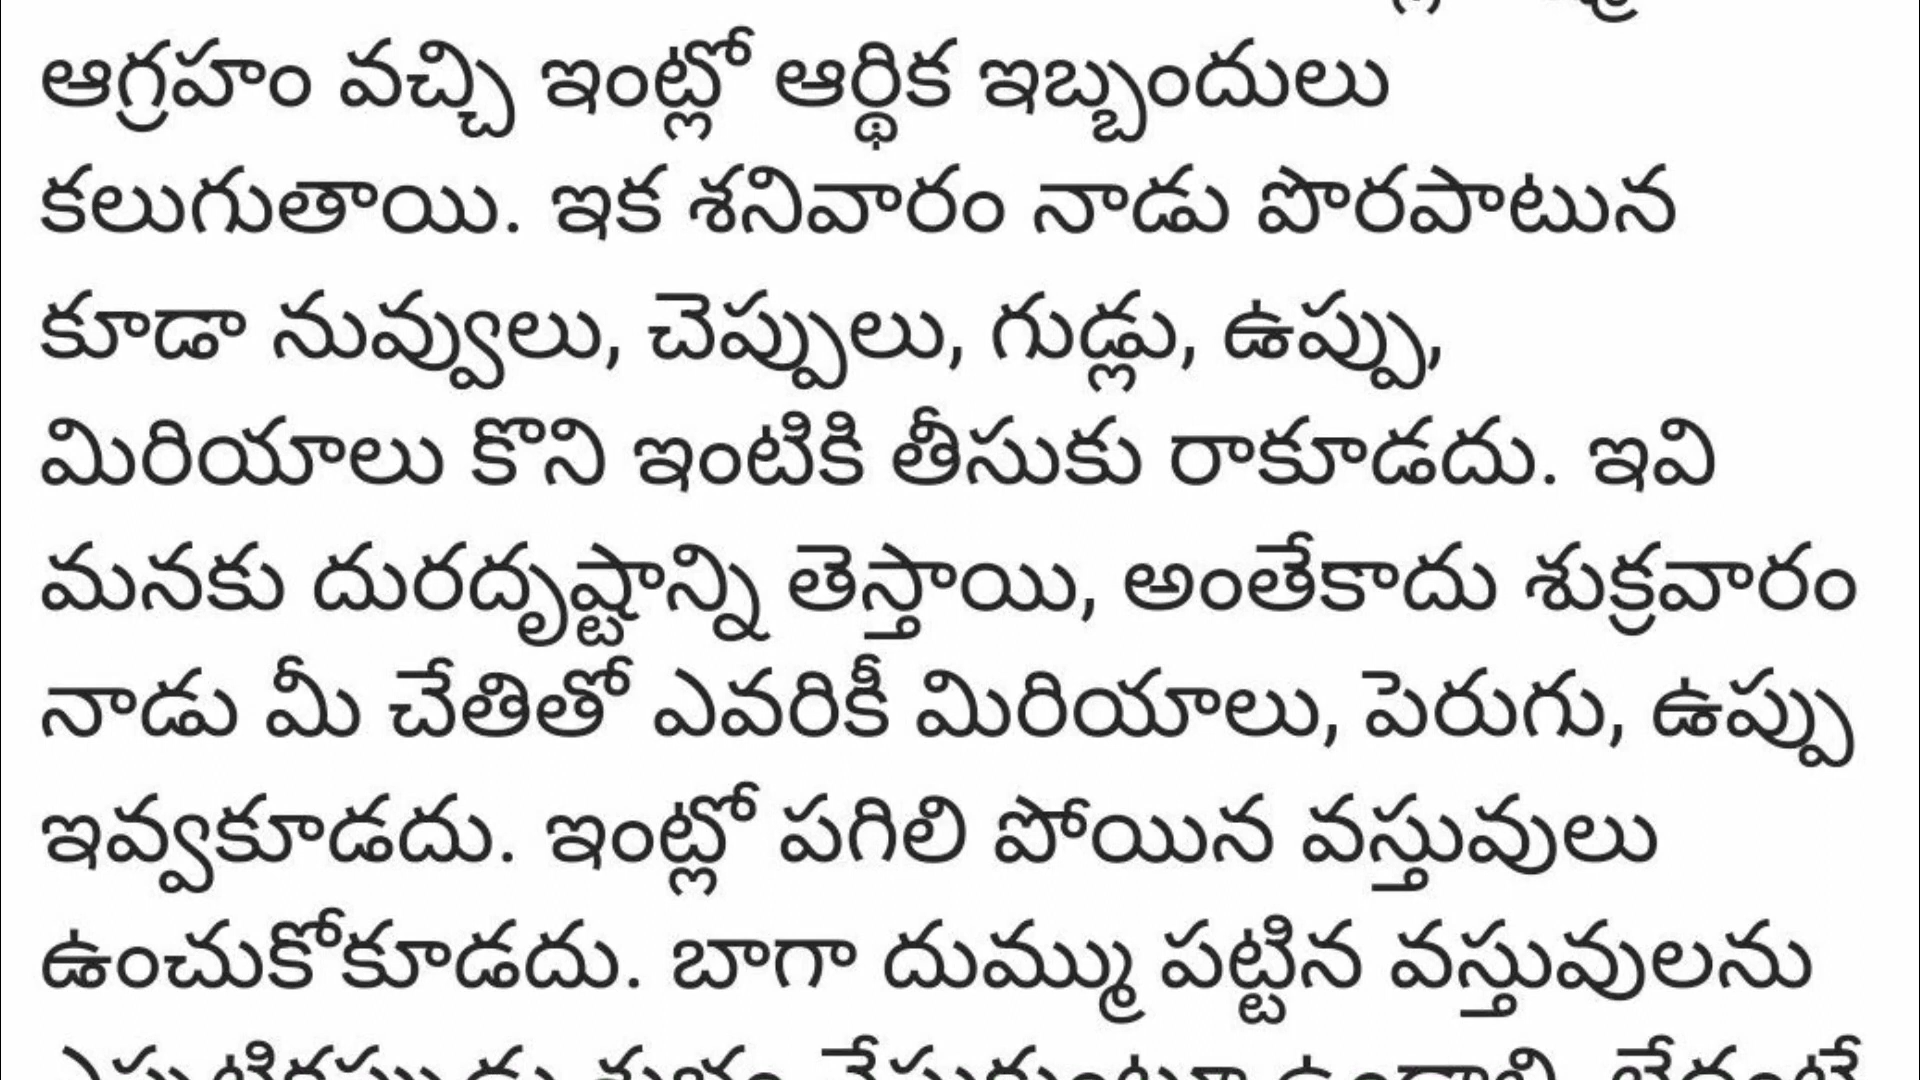 ఆగ్రహం వచ్చి ఇంట్లో ఆర్థిక ఇబ్బందులు
కలుగుతాయి. ఇక శనివారం నాడు పొరపాటున
కూడా నువ్వులు, చెప్పులు, గుడ్లు, ఉప్పు,
మిరియాలు కొని ఇంటికి తీసుకు రాకూడదు. ఇవి
మనకు దురదృష్టాన్ని తెస్తాయి, అంతేకాదు శుక్రవారం
నాడు మీ చేతితో ఎవరికీ మిరియాలు, పెరుగు, ఉప్పు
ఇవ్వకూడదు. ఇంట్లో పగిలి పోయిన వస్తువులు
ఉంచుకోకూడదు. బాగా దుమ్ము పట్టిన వస్తువులను